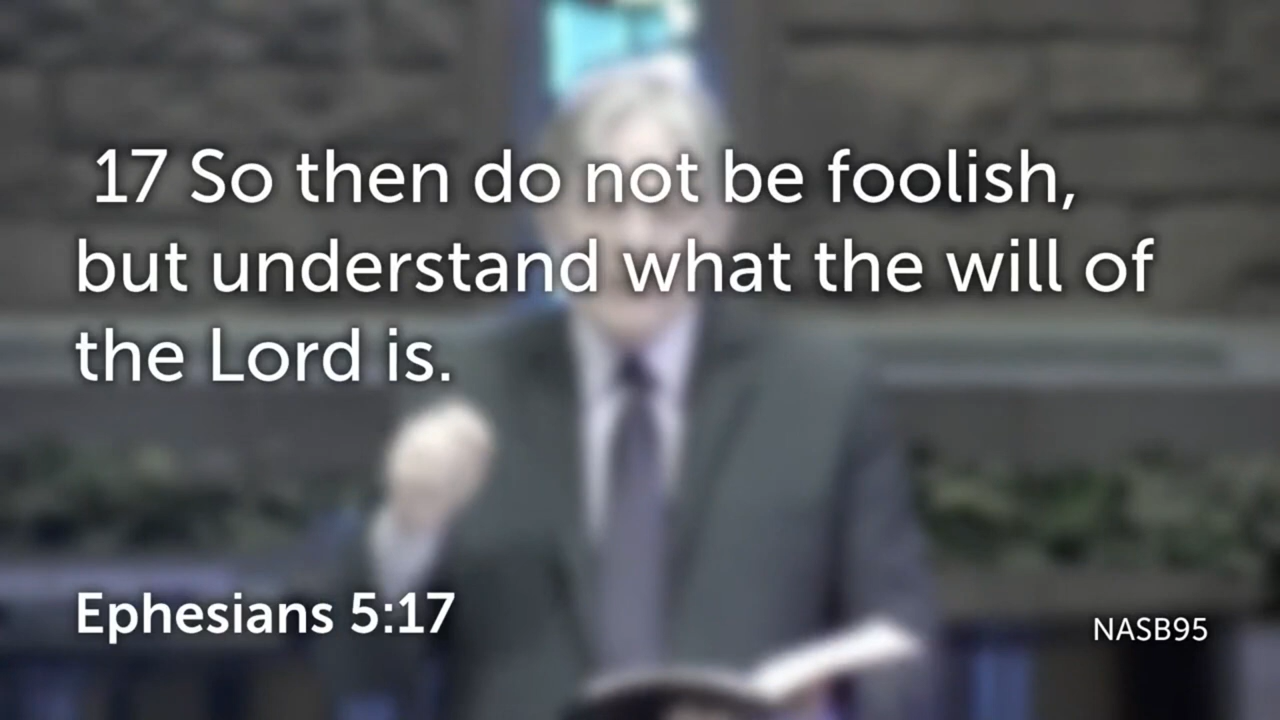 17 So then do not be foolish,
but understand what the will of
the Lord is.
Ephesians 5:17
NASB95